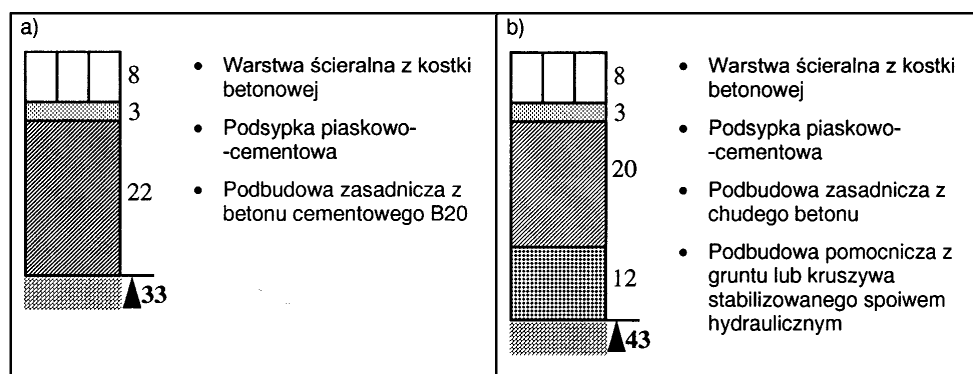 a)
8
3
22
33
• Warstwa ścieralna z kostki
betonowej
• Podsypka piaskowo-
-cementowa
• Podbudowa zasadnicza z
betonu cementowego B20
b)
8
3
20
12
43
• Warstwa ścieralna z kostki
betonowej
• Podsypka piaskowo-
-cementowa
• Podbudowa zasadnicza z
chudego betonu
• Podbudowa pomocnicza z
gruntu lub kruszywa
stabilizowanego spoiwem
hydraulicznym